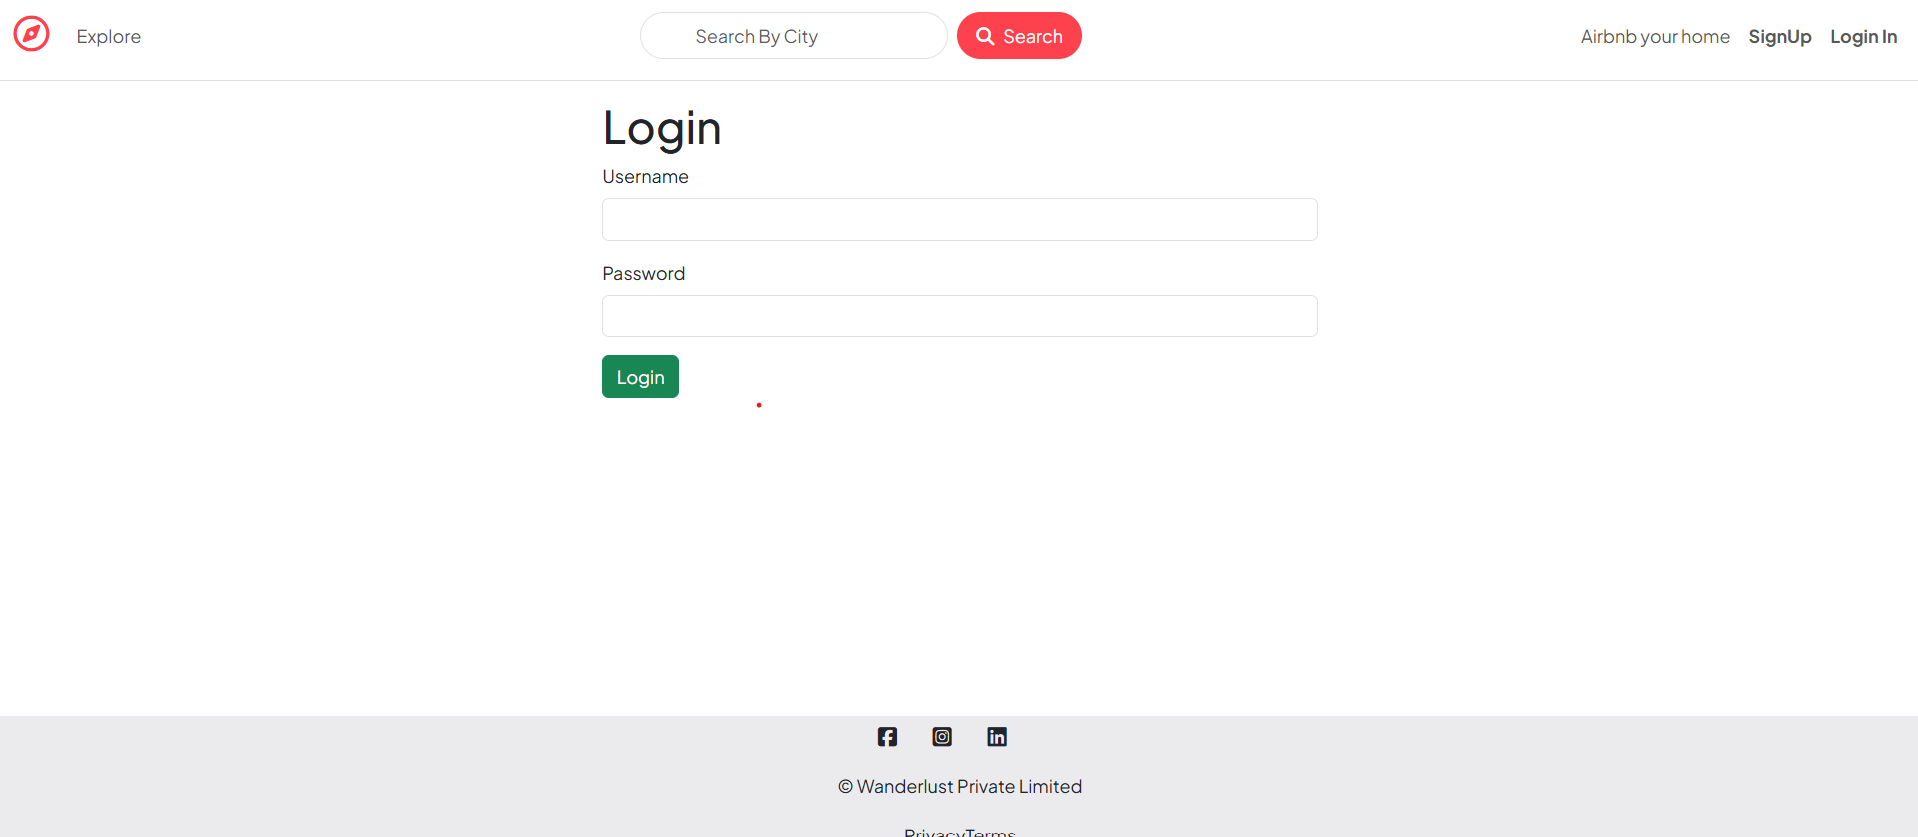 Explore
Search By City
Search
Airbnb your home
SignUp
Login In
Login
Username
Password
Login
© Wanderlust Private Limited
PrivacyTerms